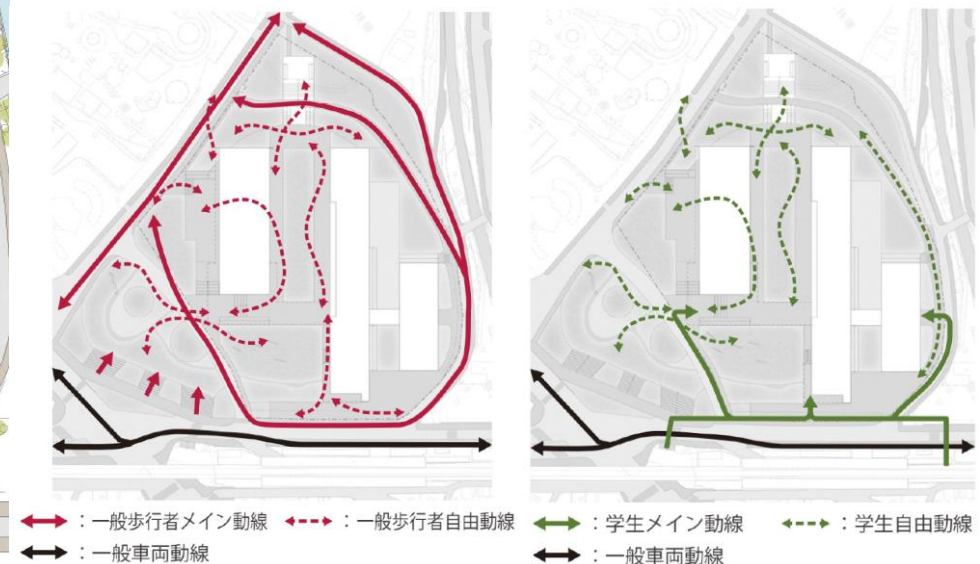 ：一般歩行者メイン動線
：一般歩行者自由動線
：一般車両動線
：学生メイン動線
：学生自由動線
：一般車両動線